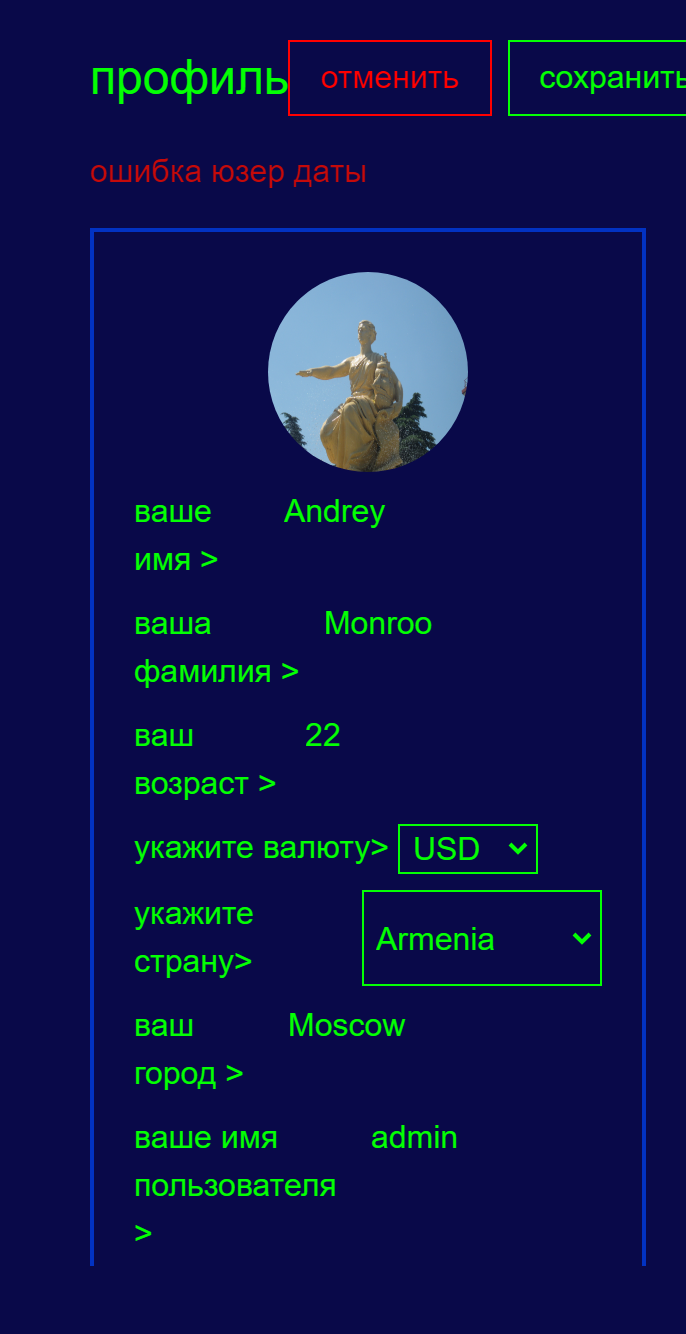 профиль отменить сохранить
ошибка юзер даты
ваше Andrey
имя >
ваша Monroo
фамилия >
ваш 22
возраст >
укажите валюту> USD
укажите
страну> Armenia
ваш Moscow
город >
ваше имя admin
пользователя
>